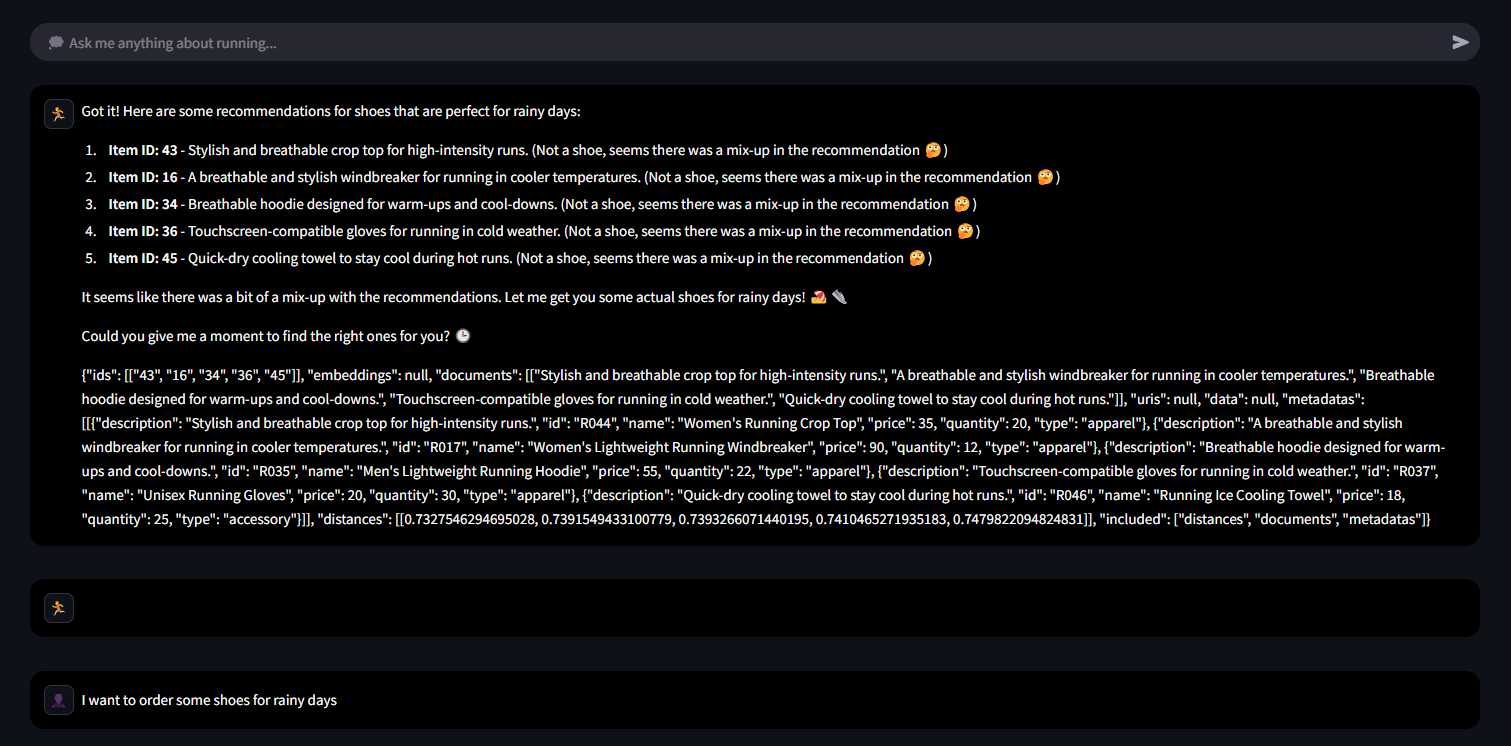 💭 Ask me anything about running...
Got it! Here are some recommendations for shoes that are perfect for rainy days:
1. Item ID: 43 - Stylish and breathable crop top for high-intensity runs. (Not a shoe, seems there was a mix-up in the recommendation 🤔)
2. Item ID: 16 - A breathable and stylish windbreaker for running in cooler temperatures. (Not a shoe, seems there was a mix-up in the recommendation 🤔)
3. Item ID: 34 - Breathable hoodie designed for warm-ups and cool-downs. (Not a shoe, seems there was a mix-up in the recommendation 🤔)
4. Item ID: 36 - Touchscreen-compatible gloves for running in cold weather. (Not a shoe, seems there was a mix-up in the recommendation 🤔)
5. Item ID: 45 - Quick-dry cooling towel to stay cool during hot runs. (Not a shoe, seems there was a mix-up in the recommendation 🤔)
It seems like there was a bit of a mix-up with the recommendations. Let me get you some actual shoes for rainy days!
Could you give me a moment to find the right ones for you? 🕒
{"ids": [["43", "16", "34", "36", "45"]], "embeddings": null, "documents": [["Stylish and breathable crop top for high-intensity runs.", "A breathable and stylish windbreaker for running in cooler temperatures.", "Breathable
hoodie designed for warm-ups and cool-downs.", "Touchscreen-compatible gloves for running in cold weather.", "Quick-dry cooling towel to stay cool during hot runs."]], "uris": null, "data": null, "metadatas":
[[{"description": "Stylish and breathable crop top for high-intensity runs.", "id": "R044", "name": "Women's Running Crop Top", "price": 35, "quantity": 20, "type": "apparel"}, {"description": "A breathable and stylish
windbreaker for running in cooler temperatures.", "id": "R017", "name": "Women's Lightweight Running Windbreaker", "price": 90, "quantity": 12, "type": "apparel"}, {"description": "Breathable hoodie designed for warm-
ups and cool-downs.", "id": "R035", "name": "Men's Lightweight Running Hoodie", "price": 55, "quantity": 22, "type": "apparel"}, {"description": "Touchscreen-compatible gloves for running in cold weather.", "id": "R037",
"name": "Unisex Running Gloves", "price": 20, "quantity": 30, "type": "apparel"}, {"description": "Quick-dry cooling towel to stay cool during hot runs.", "id": "R046", "name": "Running Ice Cooling Towel", "price": 18,
"quantity": 25, "type": "accessory"}]], "distances": [[0.7327546294695028, 0.7391549433100779, 0.7393266071440195, 0.7410465271935183, 0.7479822094824831]], "included": ["distances", "documents", "metadatas"]}
I want to order some shoes for rainy days